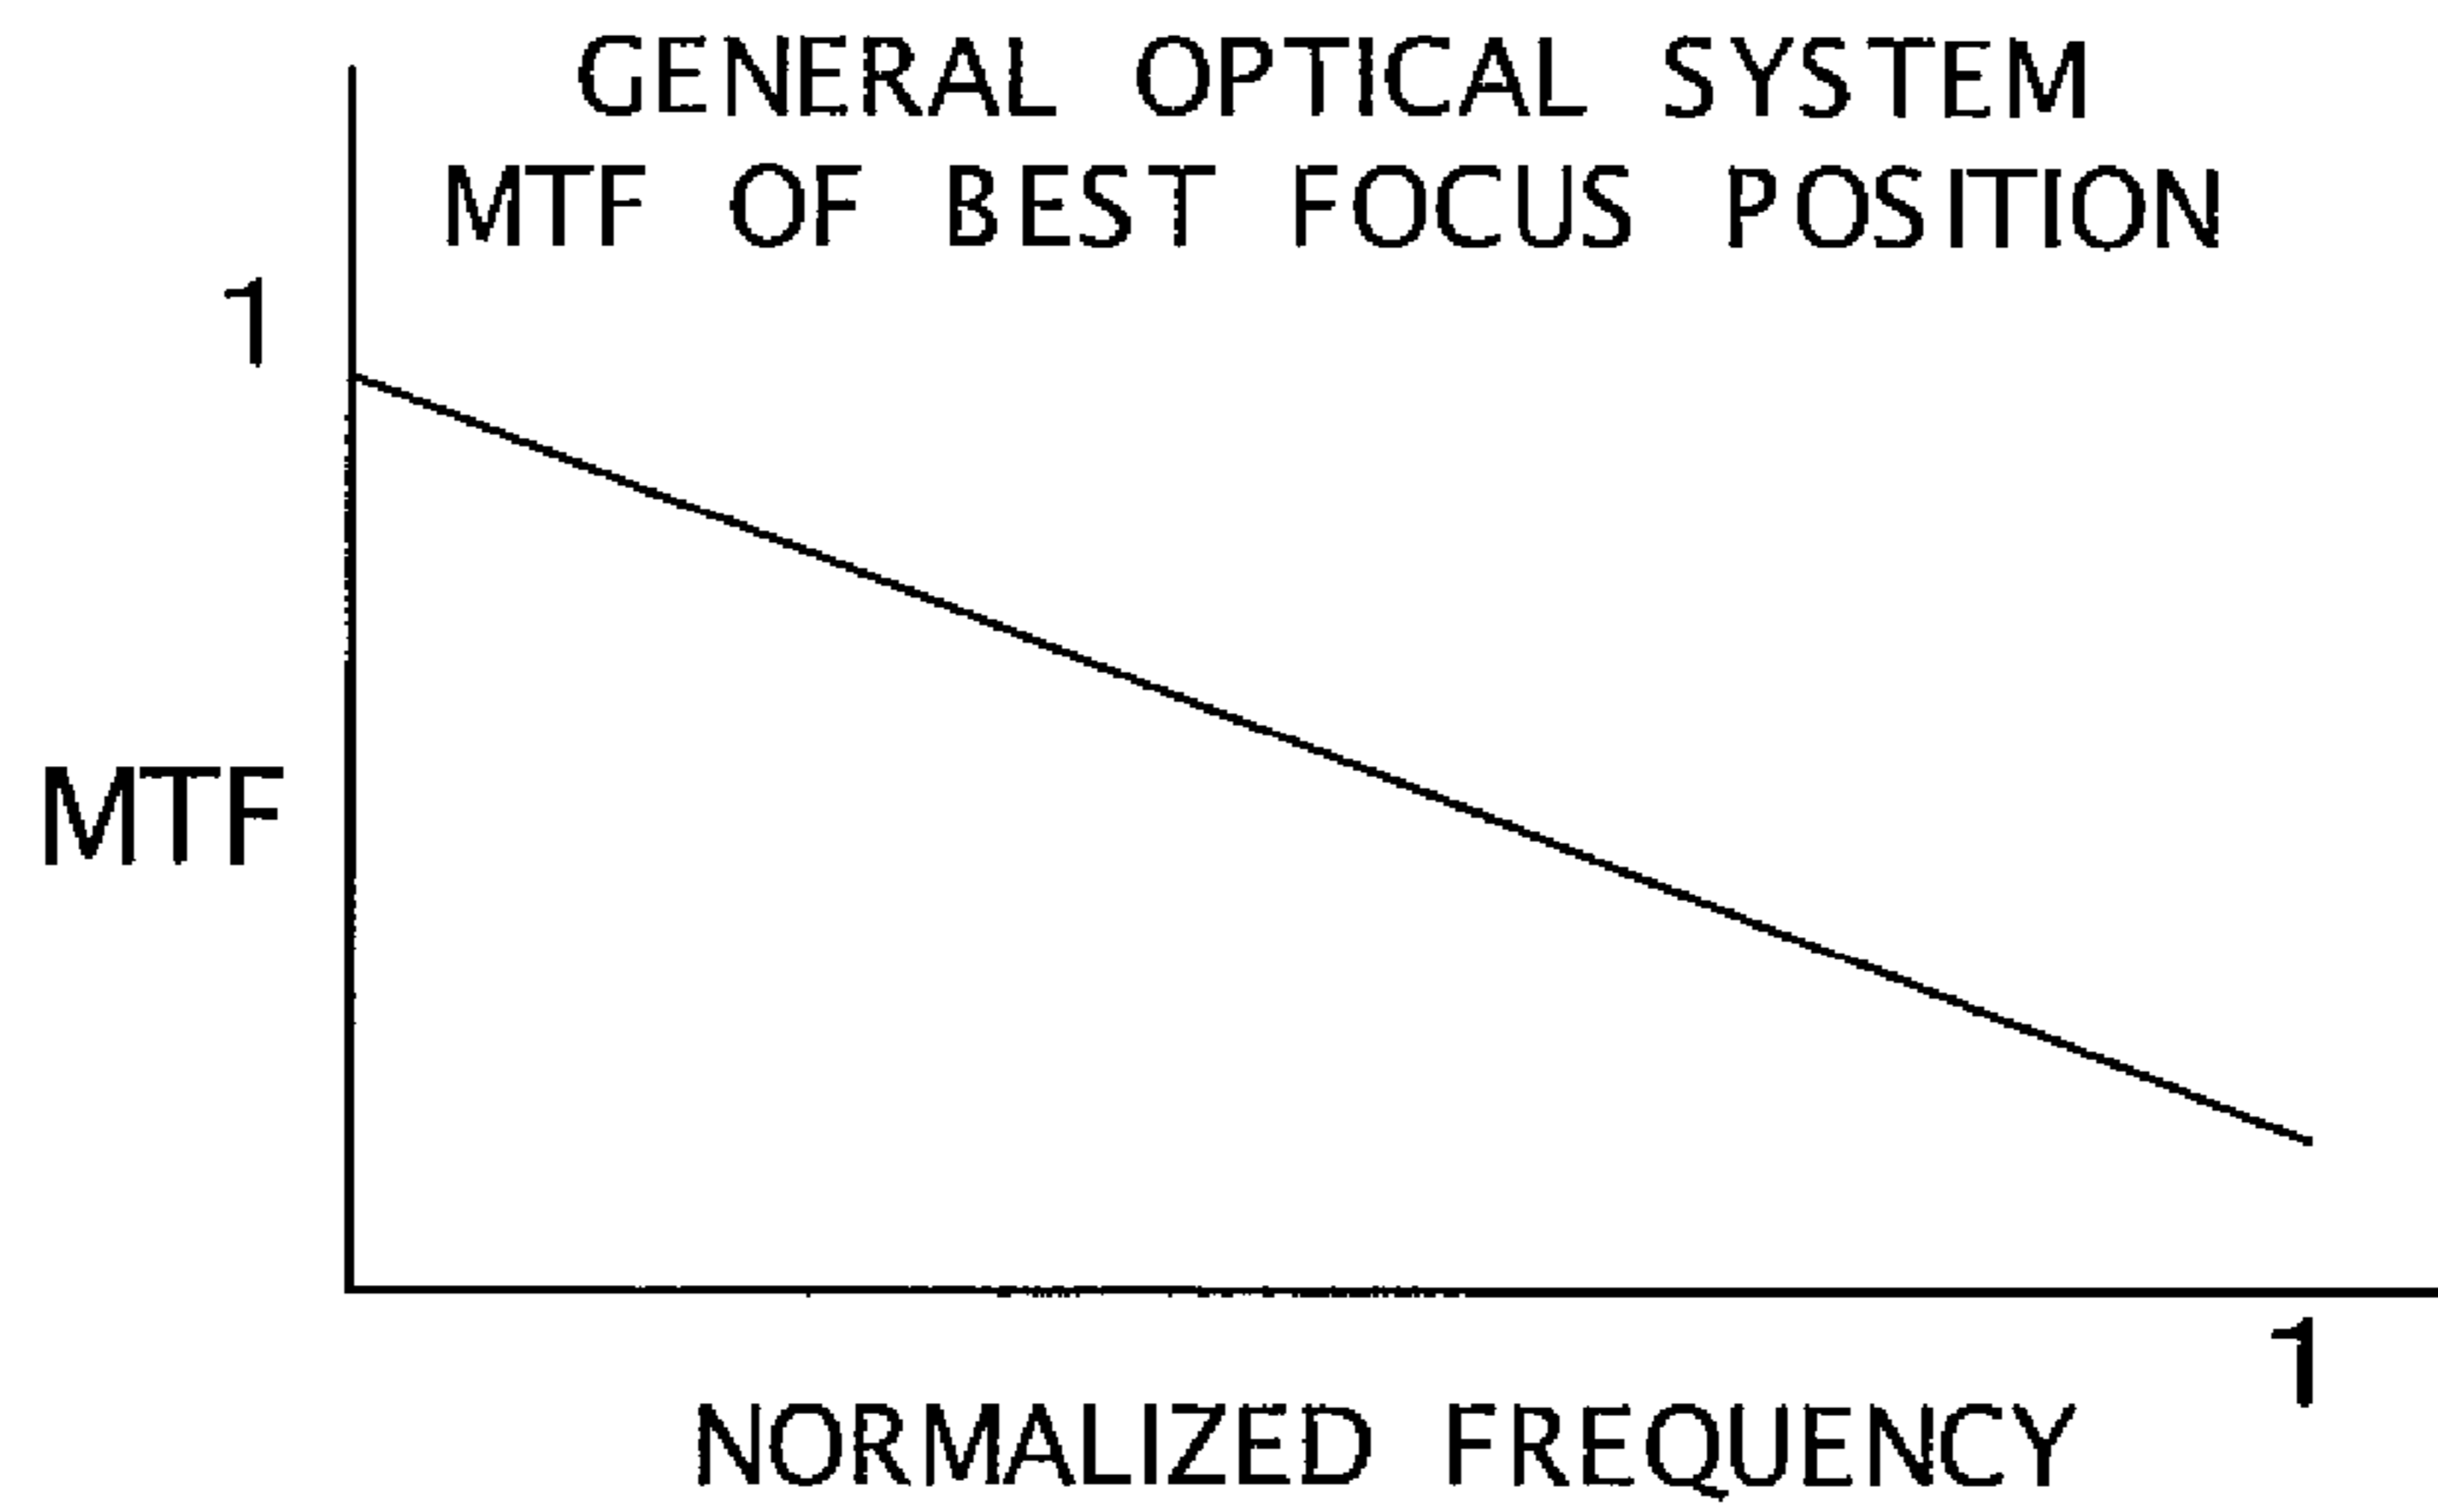 GENERAL OPTICAL SYSTEM
MTF OF BEST FOCUS POSITION
1
MTF
1
NORMALIZED FREQUENCY